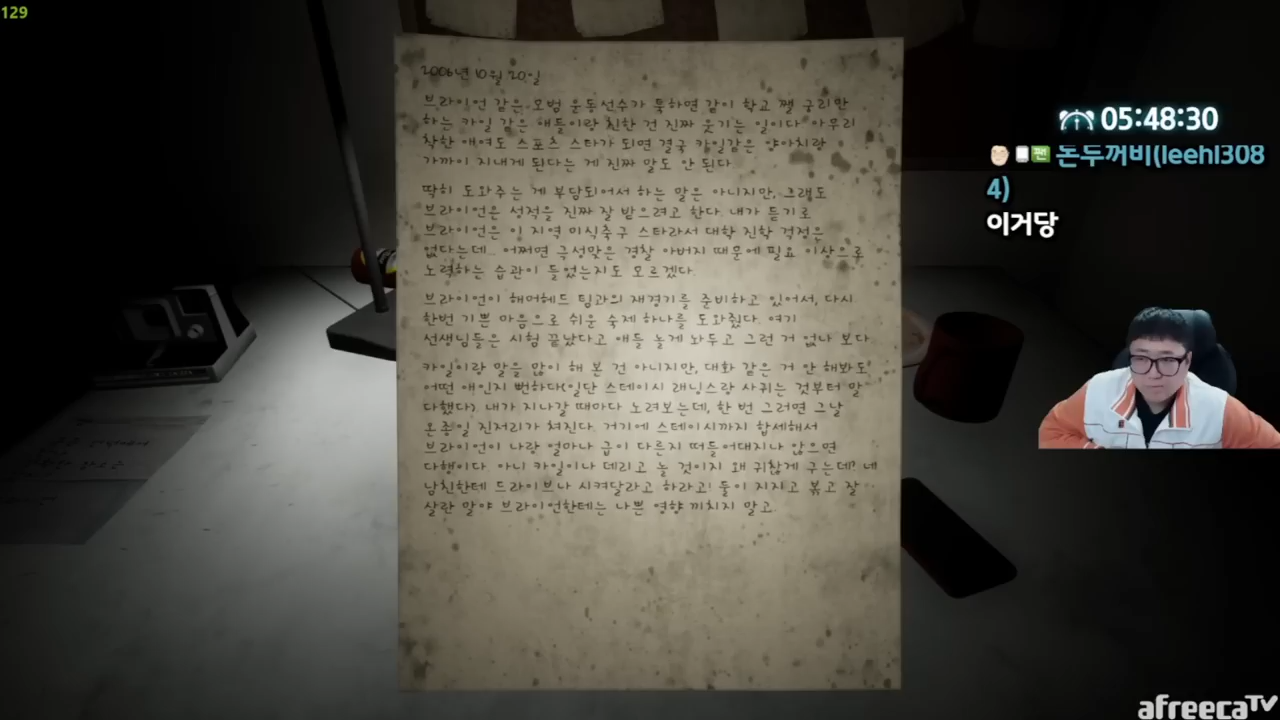 129
2006년 10월 20일
브라이언 같은 모범 운동선수가 툭하면 같이 학교 쨀 궁리만
하는 카일 같은 애들이랑 친한 건 진짜 웃기는 일이다 아무리
착한 애여도 스포츠 스타가 되면 결국 카일같은 양아치랑
가까이 지내게 된다는 게 진짜 말도 안 된다
딱히 도와주는 게 부담되어서 하는 말은 아니지만, 그래도
브라이언은 성적을 진짜 잘 받으려고 한다. 내가 듣기로
브라이언은 이 지역 미식축구 스타라서 대학 진학 걱정은
없다는데.. 어쩌면 극성맞은 경찰 아버지 때문에 필요 이상으로
노력하는 습관이 들었는지도 모르겠다.
브라이언이 해머헤드 팀과의 재경기를 준비하고 있어서, 다시
한번 기쁜 마음으로 쉬운 숙제 하나를 도와줬다. 여기
선생님들은 시험 끝났다고 애들 놀게 놔두고 그런 거 없나 보다
카일이랑 말을 많이 해 본 건 아니지만, 대화 같은 거 안 해봐도
어떤 애인지 뻔하다(일단 스테이시 래닝스랑 사귀는 것부터 말
다했다) 내가 지나갈 때마다 노려보는데, 한 번 그러면 그날
온종일 진저리가 쳐진다. 거기에 스테이시까지 합세해서
브라이언이 나랑 얼마나 급이 다른지 떠들어대지나 않으면
다행이다. 아니 카일이나 데리고 놀 것이지 왜 귀찮게 구는데? 네
남친한테 드라이브나 시켜달라고 하라고! 둘이 지지고 볶고 잘
살란 말야 브라이언한테는 나쁜 영향 끼치지 말고.
05:48:30
팬 돈두꺼비(leehl308
4)
이거당
afreecaTV